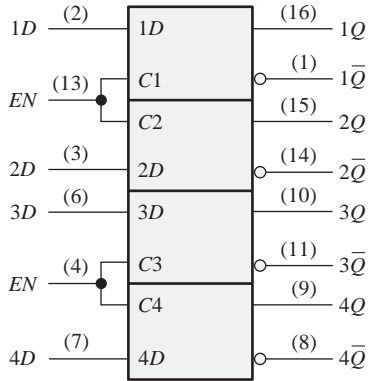 1D (2) 1D (16) 1Q
EN (13) C1 (1) 1Q̅
C2 (15) 2Q
2D (3) 2D (14) 2Q̅
3D (6) 3D (10) 3Q
EN (4) C3 (11) 3Q̅
C4 (9) 4Q
4D (7) 4D (8) 4Q̅